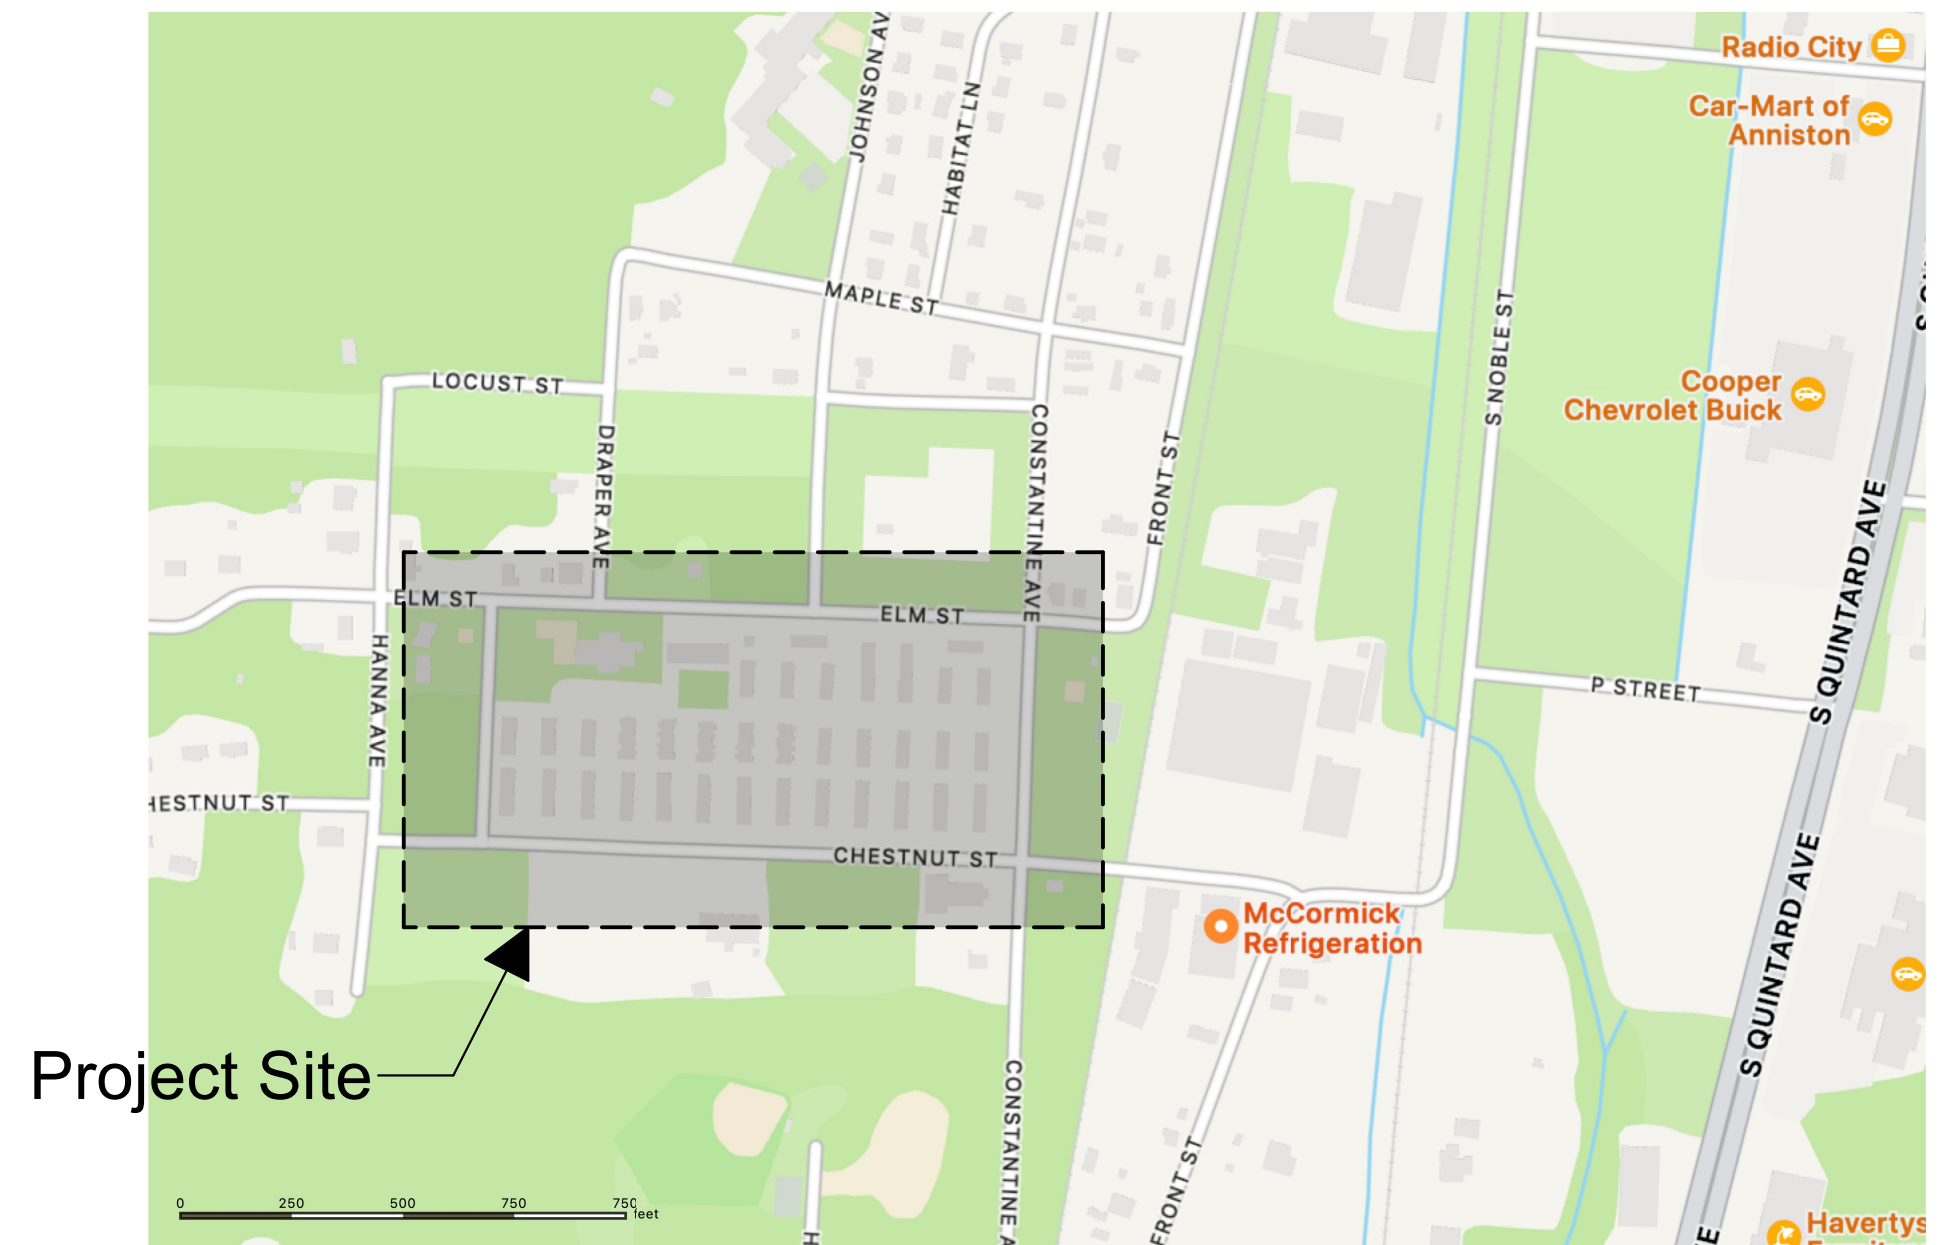 JOHNSON AV
Radio City
Car-Mart of
Anniston
HABITAT LN
MAPLE ST
S NOBLE ST
LOCUST ST
Cooper
Chevrolet Buick
DRAPER AVE
CONSTANTINE AVE
FRONT ST
S QUINTARD AVE
ELM ST
ELM ST
HANNA AVE
P STREET
HESTNUT ST
CHESTNUT ST
McCormick
Refrigeration
S QUINTARD AVE
Project Site
CONSTANTINE A
FRONT ST
0 250 500 750 750
feet
H
Havertys
E